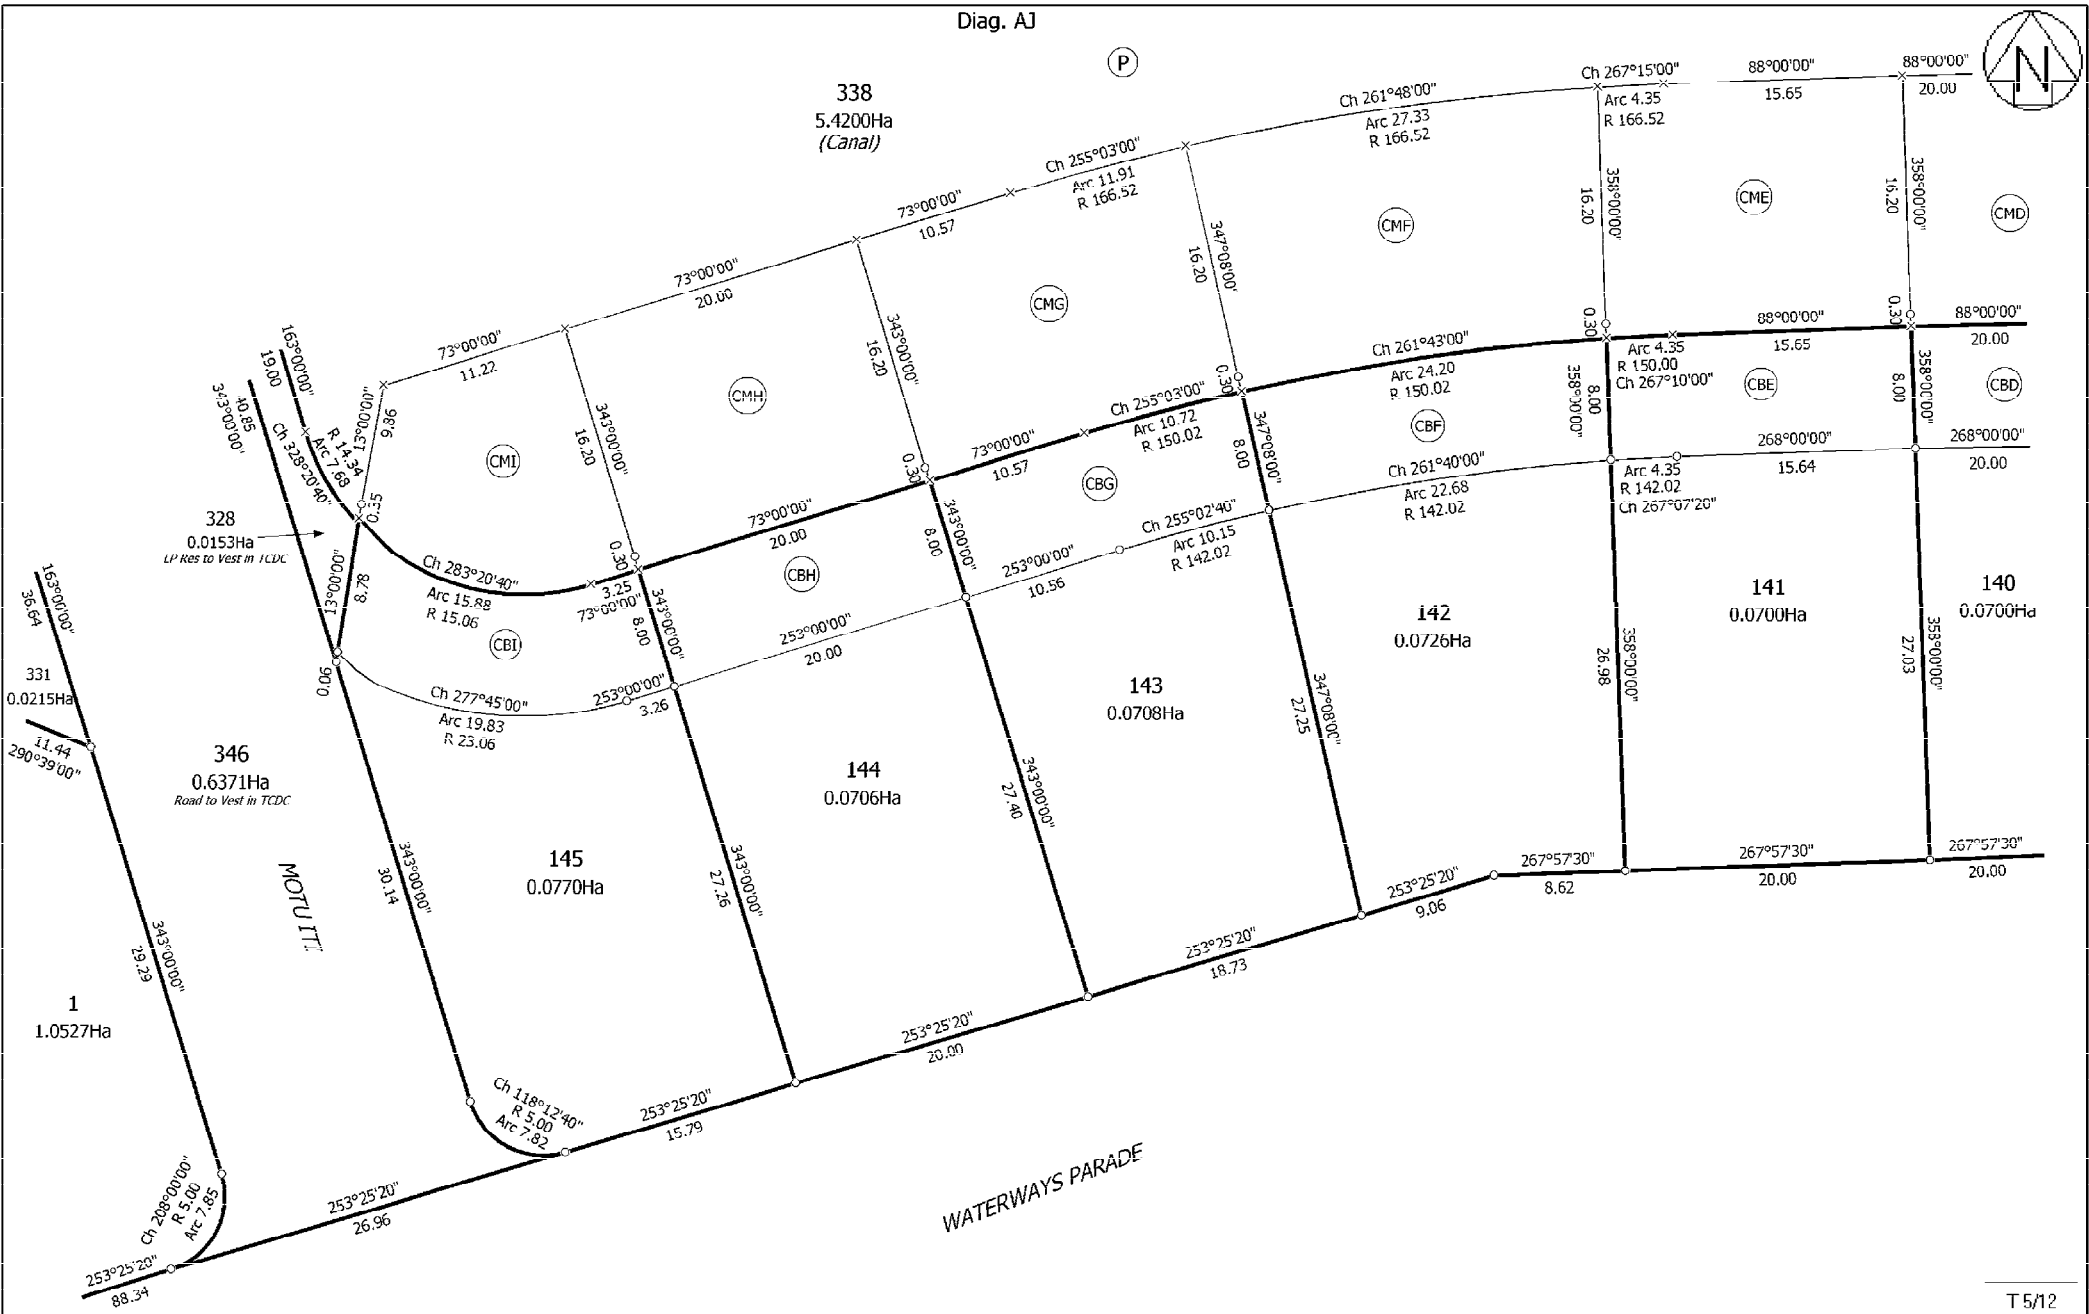 Diag. AJ
P
N
338
5.4200Ha
(Canal)
Ch 267°15'00"
Arc 4.35
R 166.52
88°00'00"
15.65
88°00'00"
20.00
Ch 261°48'00"
Arc 27.33
R 166.52
Ch 255°03'00"
Arc 11.91
R 166.52
73°00'00"
10.57
73°00'00"
20.00
73°00'00"
11.22
163°00'00"
19.00
343°00'00"
40.85
Ch 328°20'40"
R 14.34
Arc 7.68
13°00'00"
9.86
0.35
CMI
343°00'00"
16.20
0.30
CMH
343°00'00"
16.20
0.30
CMG
347°08'00"
16.20
0.30
CMF
358°00'00"
16.20
0.30
CME
358°00'00"
16.20
0.30
CMD
88°00'00"
20.00
88°00'00"
15.65
Arc 4.35
R 150.00
Ch 267°10'00"
Ch 261°43'00"
Arc 24.20
R 150.02
Ch 255°03'00"
Arc 10.72
R 150.02
73°00'00"
10.57
73°00'00"
20.00
3.25
73°00'00"
Ch 283°20'40"
Arc 15.88
R 15.06
CBI
343°00'00"
8.00
CBH
343°00'00"
8.00
CBG
347°08'00"
8.00
CBF
358°00'00"
8.00
CBE
358°00'00"
8.00
CBD
268°00'00"
20.00
268°00'00"
15.64
Arc 4.35
R 142.02
Ch 267°07'20"
Ch 261°40'00"
Arc 22.68
R 142.02
Ch 255°02'40"
Arc 10.15
R 142.02
253°00'00"
10.56
253°00'00"
20.00
253°00'00"
3.26
Ch 277°45'00"
Arc 19.83
R 23.06
328
0.0153Ha
LP Res to Vest in TCDC
13°00'00"
8.78
0.06
163°00'00"
36.64
331
0.0215Ha
11.44
290°39'00"
346
0.6371Ha
Road to Vest in TCDC
MOTU ITI
343°00'00"
29.29
343°00'00"
30.14
145
0.0770Ha
343°00'00"
27.26
144
0.0706Ha
343°00'00"
27.40
143
0.0708Ha
347°08'00"
27.25
142
0.0726Ha
358°00'00"
26.98
141
0.0700Ha
358°00'00"
27.03
140
0.0700Ha
1
1.0527Ha
Ch 118°12'40"
R 5.00
Arc 7.82
Ch 208°00'00"
R 5.00
Arc 7.85
253°25'20"
88.34
253°25'20"
26.96
253°25'20"
15.79
253°25'20"
20.00
253°25'20"
18.73
253°25'20"
9.06
267°57'30"
8.62
267°57'30"
20.00
267°57'30"
20.00
WATERWAYS PARADE
T 5/12